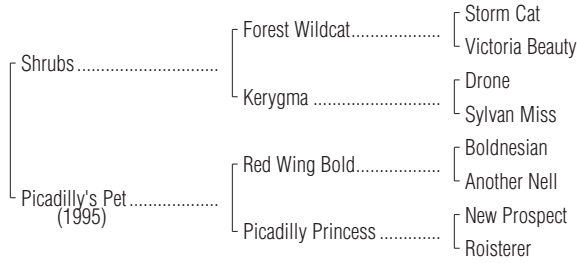 Storm Cat
Forest Wildcat....................
Victoria Beauty
Shrubs ................................
Drone
Kerygma .............................
Sylvan Miss
Boldnesian
Red Wing Bold...................
Another Nell
Picadilly's Pet....................
(1995)
New Prospect
Picadilly Princess ..............
Roisterer